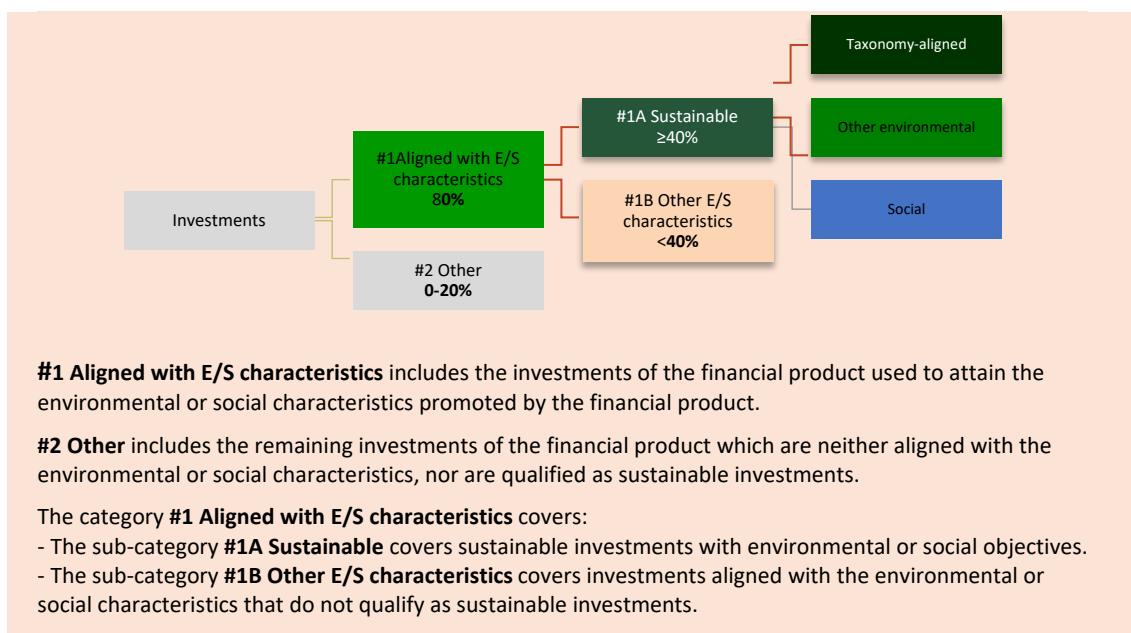 Taxonomy-aligned
#1A Sustainable
≥40%
Other environmental
#1Aligned with E/S
characteristics
80%
#1B Other E/S
characteristics
<40%
Investments
Social
#2 Other
0-20%
#1 Aligned with E/S characteristics includes the investments of the financial product used to attain the
environmental or social characteristics promoted by the financial product.
#2 Other includes the remaining investments of the financial product which are neither aligned with the
environmental or social characteristics, nor are qualified as sustainable investments.
The category #1 Aligned with E/S characteristics covers:
- The sub-category #1A Sustainable covers sustainable investments with environmental or social objectives.
- The sub-category #1B Other E/S characteristics covers investments aligned with the environmental or
social characteristics that do not qualify as sustainable investments.